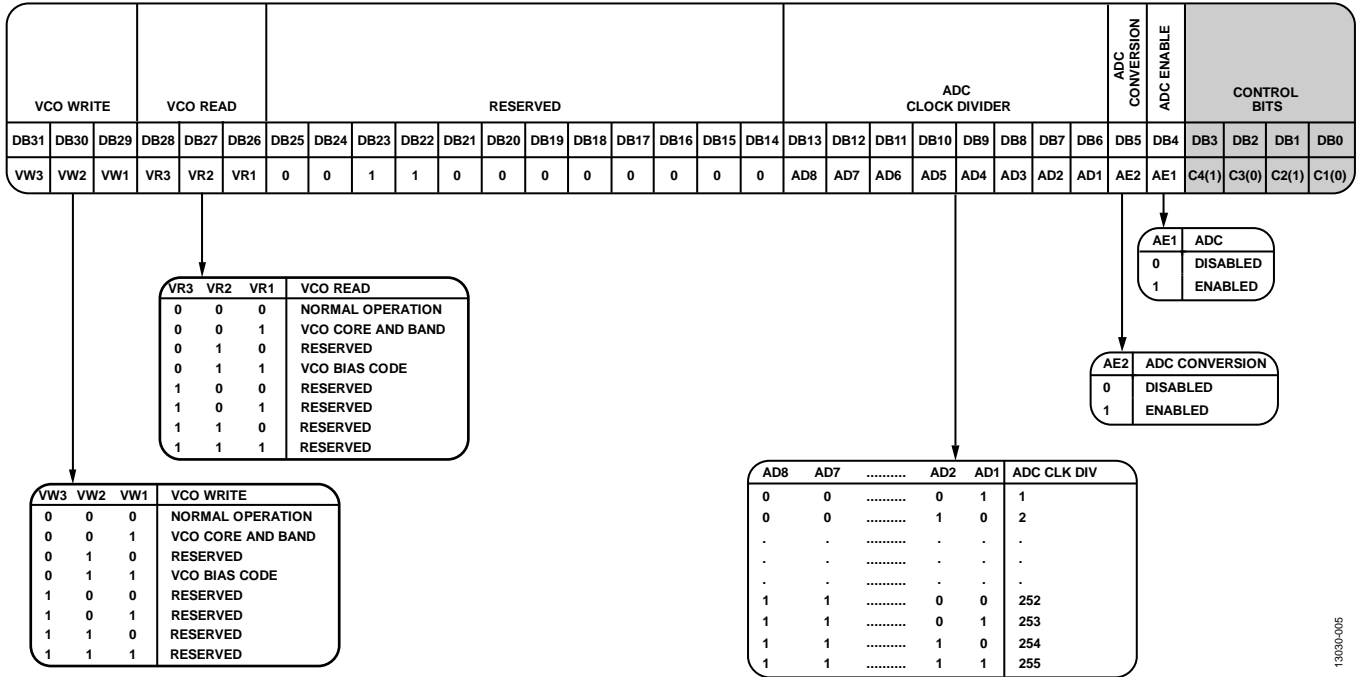 VCO WRITE VCO READ RESERVED ADC CLOCK DIVIDER ADC CONVERSION ADC ENABLE CONTROL BITS
DB31 DB30 DB29 DB28 DB27 DB26 DB25 DB24 DB23 DB22 DB21 DB20 DB19 DB18 DB17 DB16 DB15 DB14 DB13 DB12 DB11 DB10 DB9 DB8 DB7 DB6 DB5 DB4 DB3 DB2 DB1 DB0
VW3 VW2 VW1 VR3 VR2 VR1 0 0 1 1 0 0 0 0 0 0 0 0 AD8 AD7 AD6 AD5 AD4 AD3 AD2 AD1 AE2 AE1 C4(1) C3(0) C2(1) C1(0)
AE1 ADC
0 DISABLED
1 ENABLED
VR3 VR2 VR1 VCO READ
0 0 0 NORMAL OPERATION
0 0 1 VCO CORE AND BAND
0 1 0 RESERVED
0 1 1 VCO BIAS CODE
1 0 0 RESERVED
1 0 1 RESERVED
1 1 0 RESERVED
1 1 1 RESERVED
AE2 ADC CONVERSION
0 DISABLED
1 ENABLED
VW3 VW2 VW1 VCO WRITE
0 0 0 NORMAL OPERATION
0 0 1 VCO CORE AND BAND
0 1 0 RESERVED
0 1 1 VCO BIAS CODE
1 0 0 RESERVED
1 0 1 RESERVED
1 1 0 RESERVED
1 1 1 RESERVED
AD8 AD7 .......... AD2 AD1 ADC CLK DIV
0 0 .......... 0 1 1
0 0 .......... 1 0 2
. . .......... . . .
. . .......... . . .
. . .......... . . .
1 1 .......... 0 0 252
1 1 .......... 0 1 253
1 1 .......... 1 0 254
1 1 .......... 1 1 255
13030-005